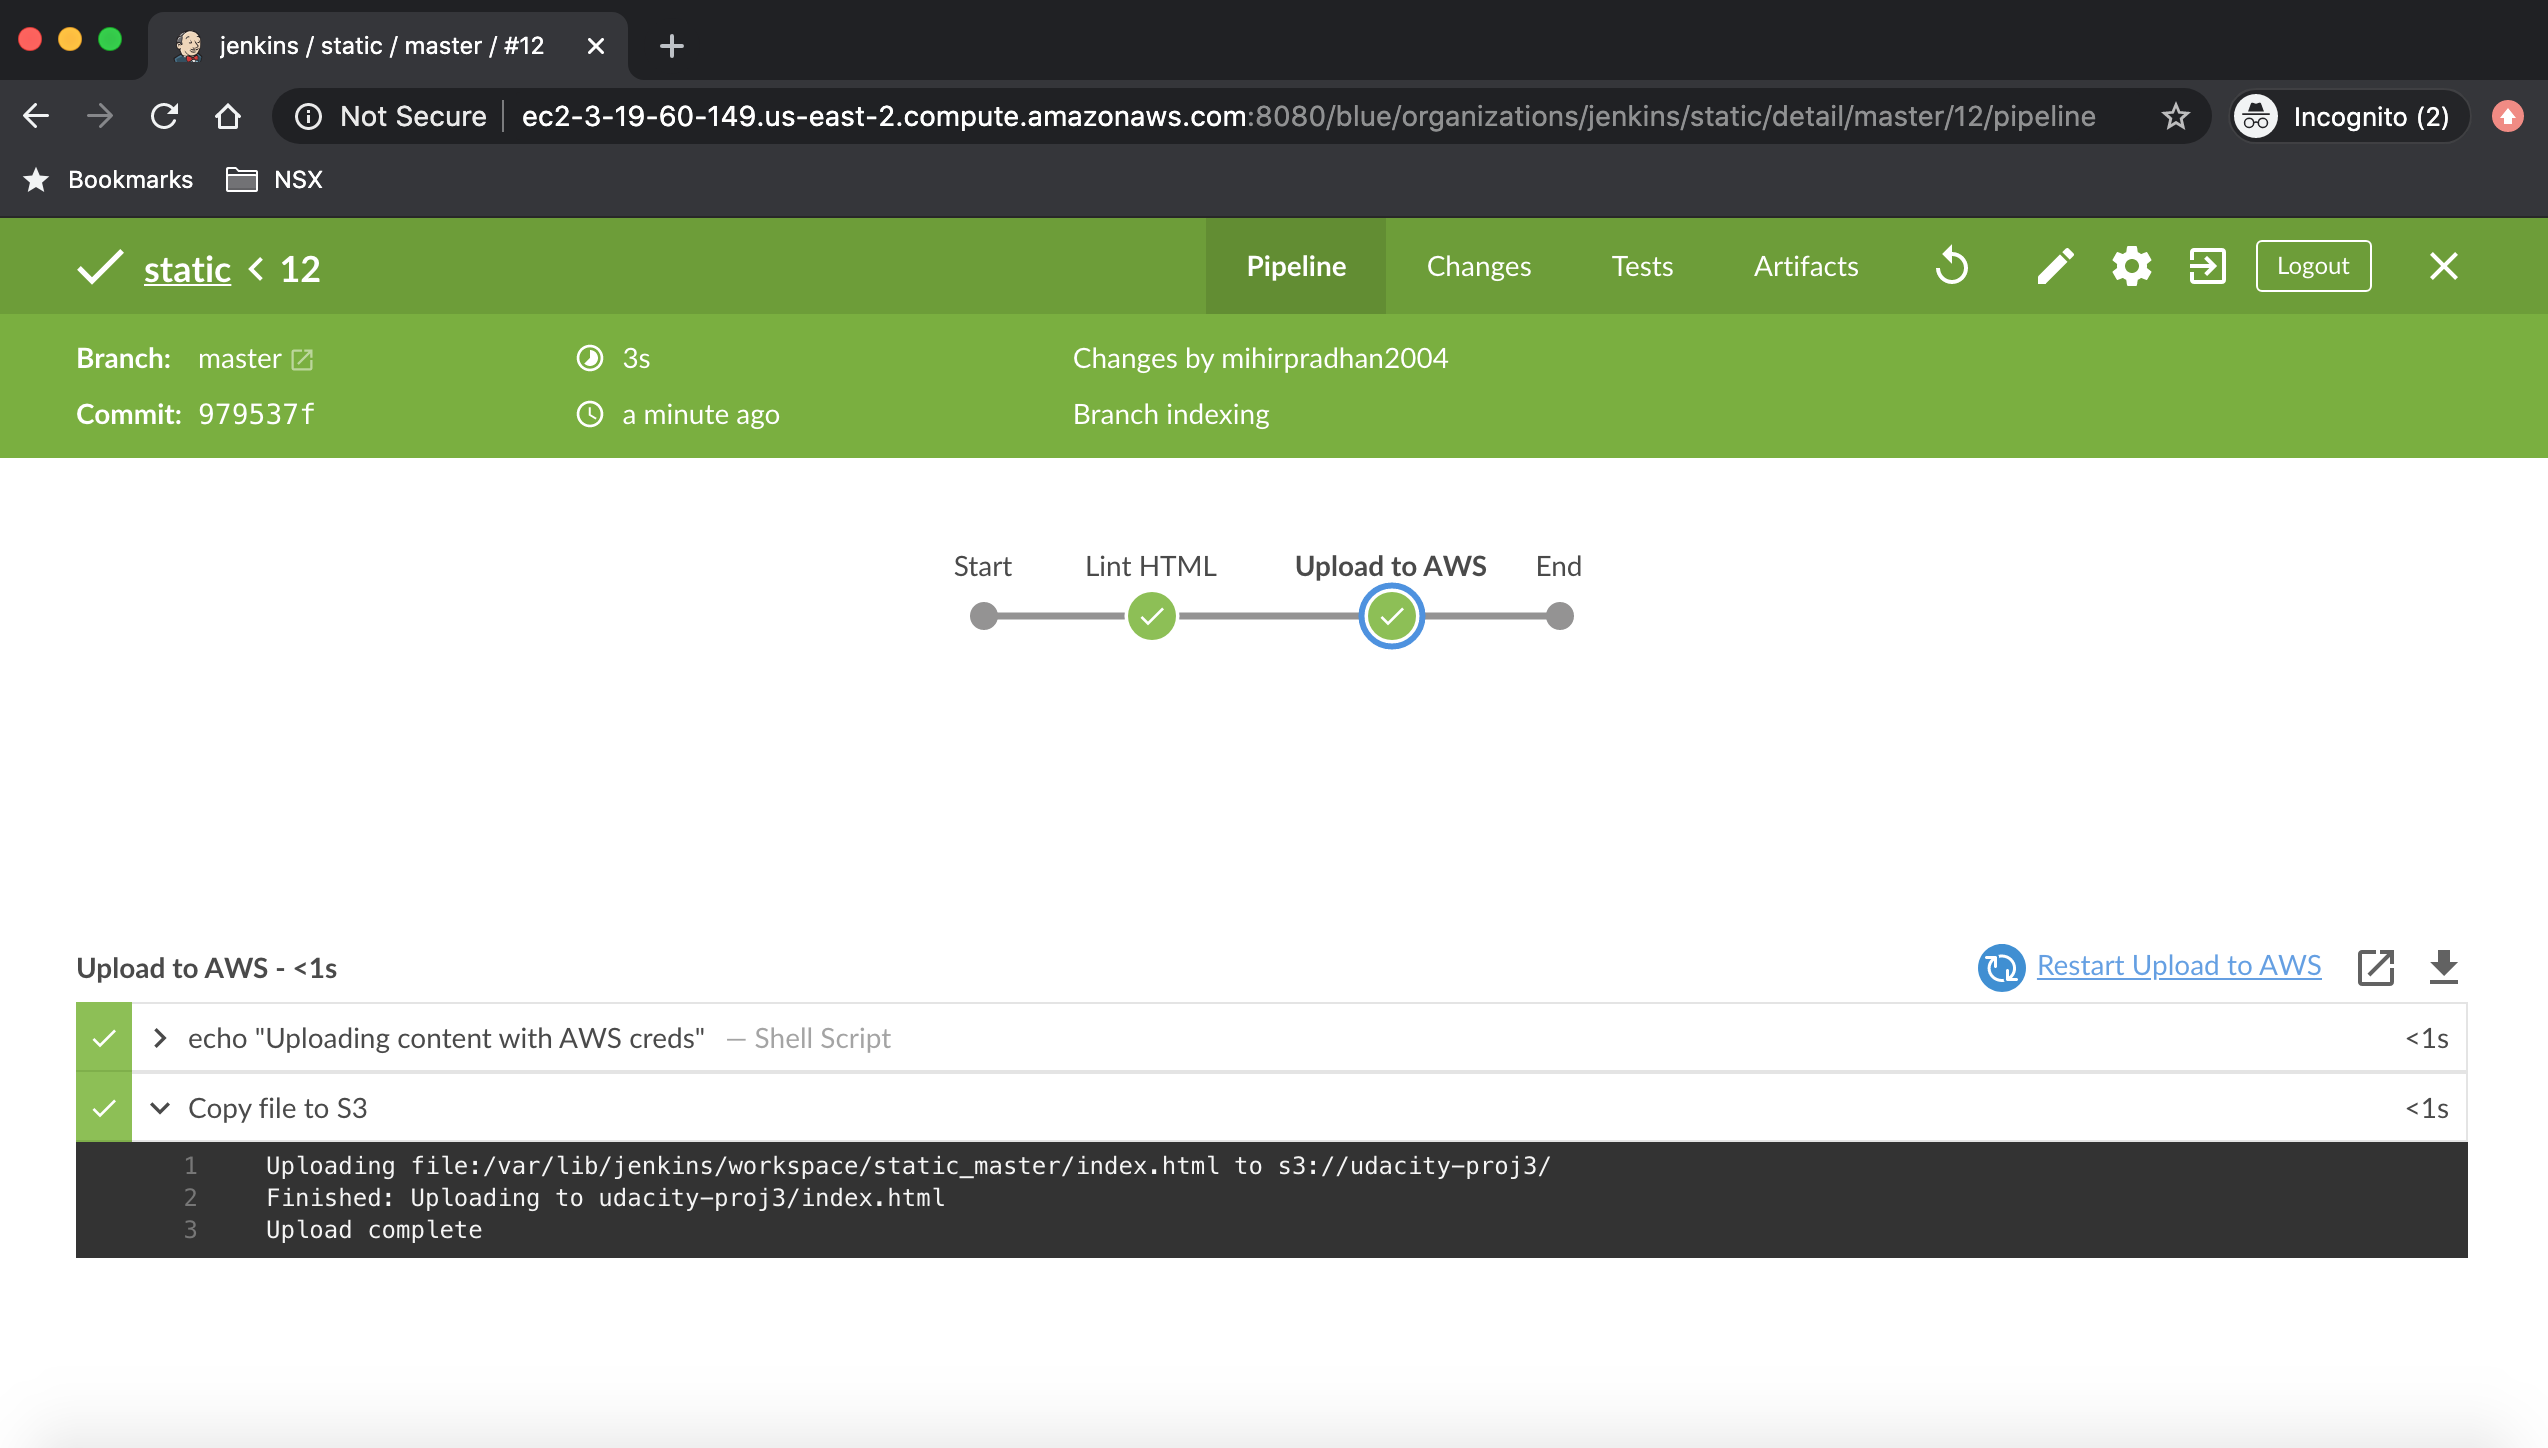 jenkins / static / master / #12
Not Secure ec2-3-19-60-149.us-east-2.compute.amazonaws.com:8080/blue/organizations/jenkins/static/detail/master/12/pipeline Incognito (2)
Bookmarks NSX
static < 12 Pipeline Changes Tests Artifacts Logout
Branch: master 3s Changes by mihirpradhan2004
Commit: 979537f a minute ago Branch indexing
Start Lint HTML Upload to AWS End
Upload to AWS - <1s Restart Upload to AWS
echo "Uploading content with AWS creds" — Shell Script <1s
Copy file to S3 <1s
1 Uploading file:/var/lib/jenkins/workspace/static_master/index.html to s3://udacity-proj3/
2 Finished: Uploading to udacity-proj3/index.html
3 Upload complete